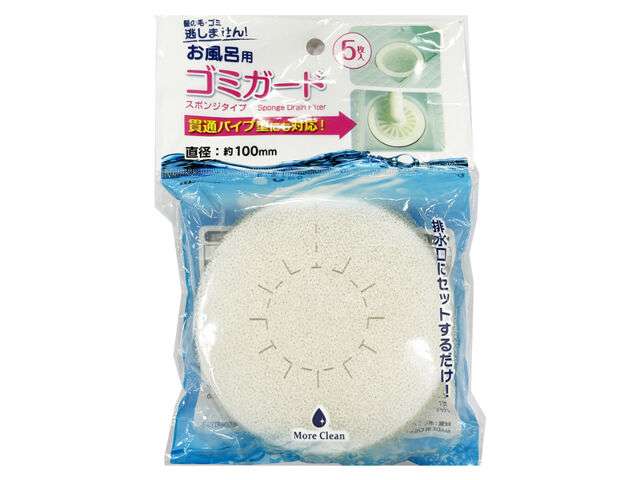 髪の毛・ゴミ
逃しません!
お風呂用
ゴミガード
スポンジタイプ Sponge Drain Filter
貫通パイプ型にも対応!
直径：約100mm
5枚入
排水口にセットするだけ!
More Clean